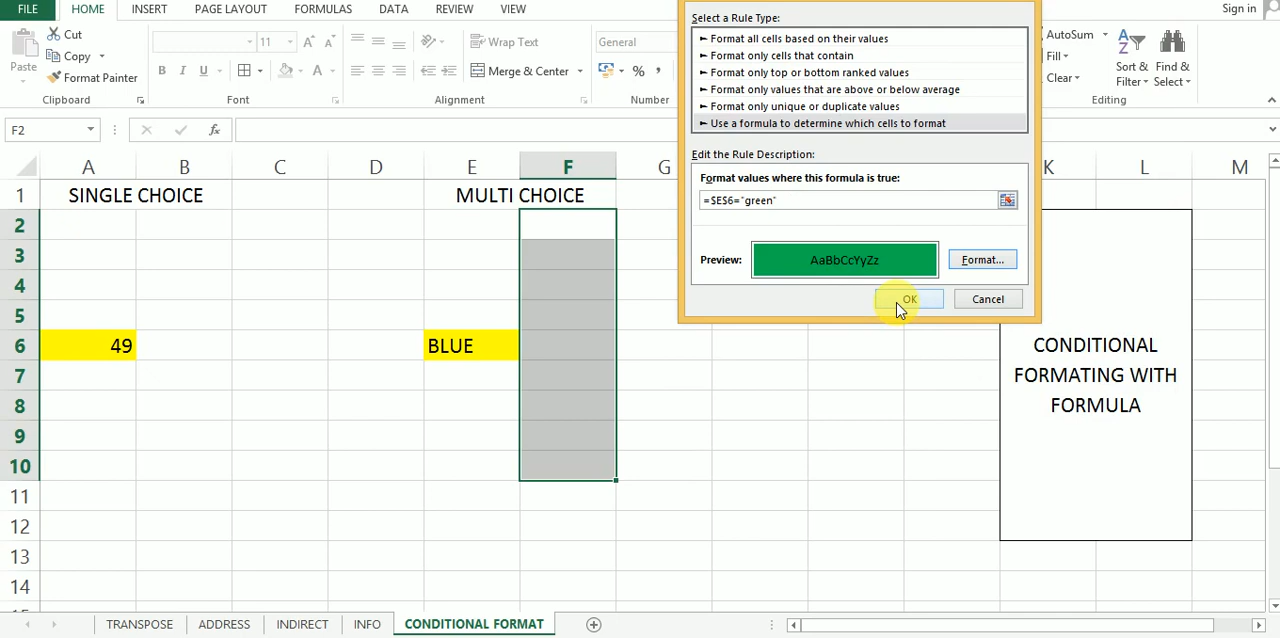 FILE HOME INSERT PAGE LAYOUT FORMULAS DATA REVIEW VIEW Sign in
Cut
Copy
Format Painter
Paste
Clipboard
11 A A
B I U A
Font
Wrap Text
Merge & Center
Alignment
General
% ,
Number
AutoSum
Fill
Clear
Sort &
Filter
Find &
Select
Editing
Select a Rule Type:
► Format all cells based on their values
► Format only cells that contain
► Format only top or bottom ranked values
► Format only values that are above or below average
► Format only unique or duplicate values
► Use a formula to determine which cells to format
Edit the Rule Description:
Format values where this formula is true:
=$E$6="green"
Preview: AaBbCcYyZz Format...
OK Cancel
F2 fx
A B C D E F G K L M
1 SINGLE CHOICE MULTI CHOICE
2
3
4
5
6 49 BLUE
7
8
9
10
11
12
13
14
CONDITIONAL
FORMATING WITH
FORMULA
TRANSPOSE ADDRESS INDIRECT INFO CONDITIONAL FORMAT